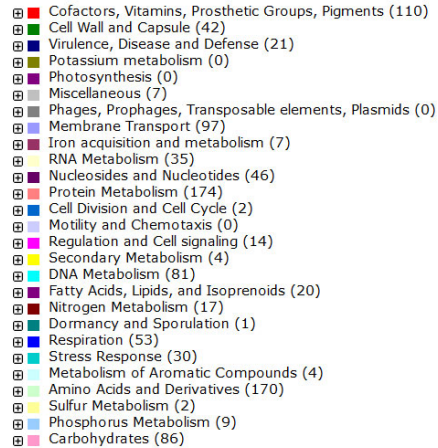 Cofactors, Vitamins, Prosthetic Groups, Pigments (110)
Cell Wall and Capsule (42)
Virulence, Disease and Defense (21)
Potassium metabolism (0)
Photosynthesis (0)
Miscellaneous (7)
Phages, Prophages, Transposable elements, Plasmids (0)
Membrane Transport (97)
Iron acquisition and metabolism (7)
RNA Metabolism (35)
Nucleosides and Nucleotides (46)
Protein Metabolism (174)
Cell Division and Cell Cycle (2)
Motility and Chemotaxis (0)
Regulation and Cell signaling (14)
Secondary Metabolism (4)
DNA Metabolism (81)
Fatty Acids, Lipids, and Isoprenoids (20)
Nitrogen Metabolism (17)
Dormancy and Sporulation (1)
Respiration (53)
Stress Response (30)
Metabolism of Aromatic Compounds (4)
Amino Acids and Derivatives (170)
Sulfur Metabolism (2)
Phosphorus Metabolism (9)
Carbohydrates (86)